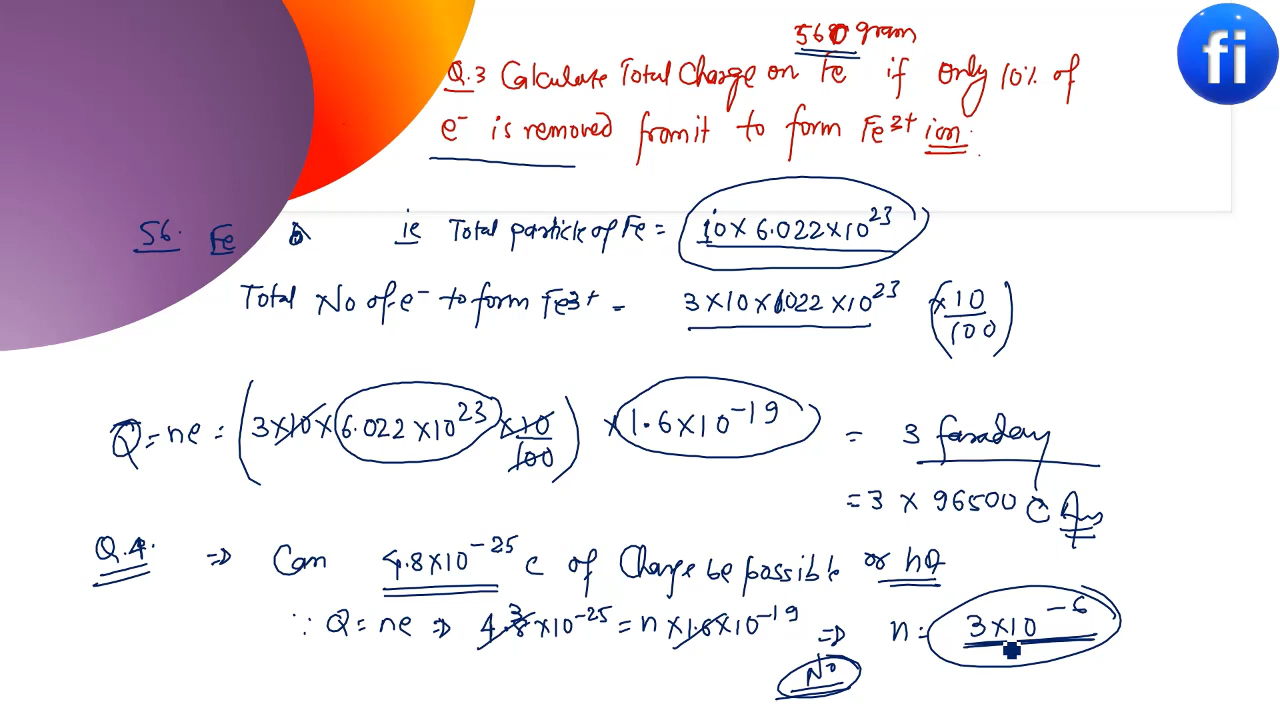 fi
560 gram
Q.3 Calculate Total Charge on Fe if only 10% of
e⁻ is removed from it to form Fe³⁺ ion.
56. Fe ie Total particle of Fe = 10 × 6.022 × 10²³
Total No of e⁻ to form Fe³⁺ = 3 × 10 × 6.022 × 10²³ (× 10/100)
Q = ne = (3 × 10 × 6.022 × 10²³ × 10/100) × 1.6 × 10⁻¹⁹ = 3 faraday
= 3 × 96500 C Ans
Q.4. ⇒ Can 4.8 × 10⁻²⁵ C of Charge be possible or not
∵ Q = ne ⇒ 4.8 × 10⁻²⁵ = n × 1.6 × 10⁻¹⁹ ⇒ n = 3 × 10⁻⁶
3
No